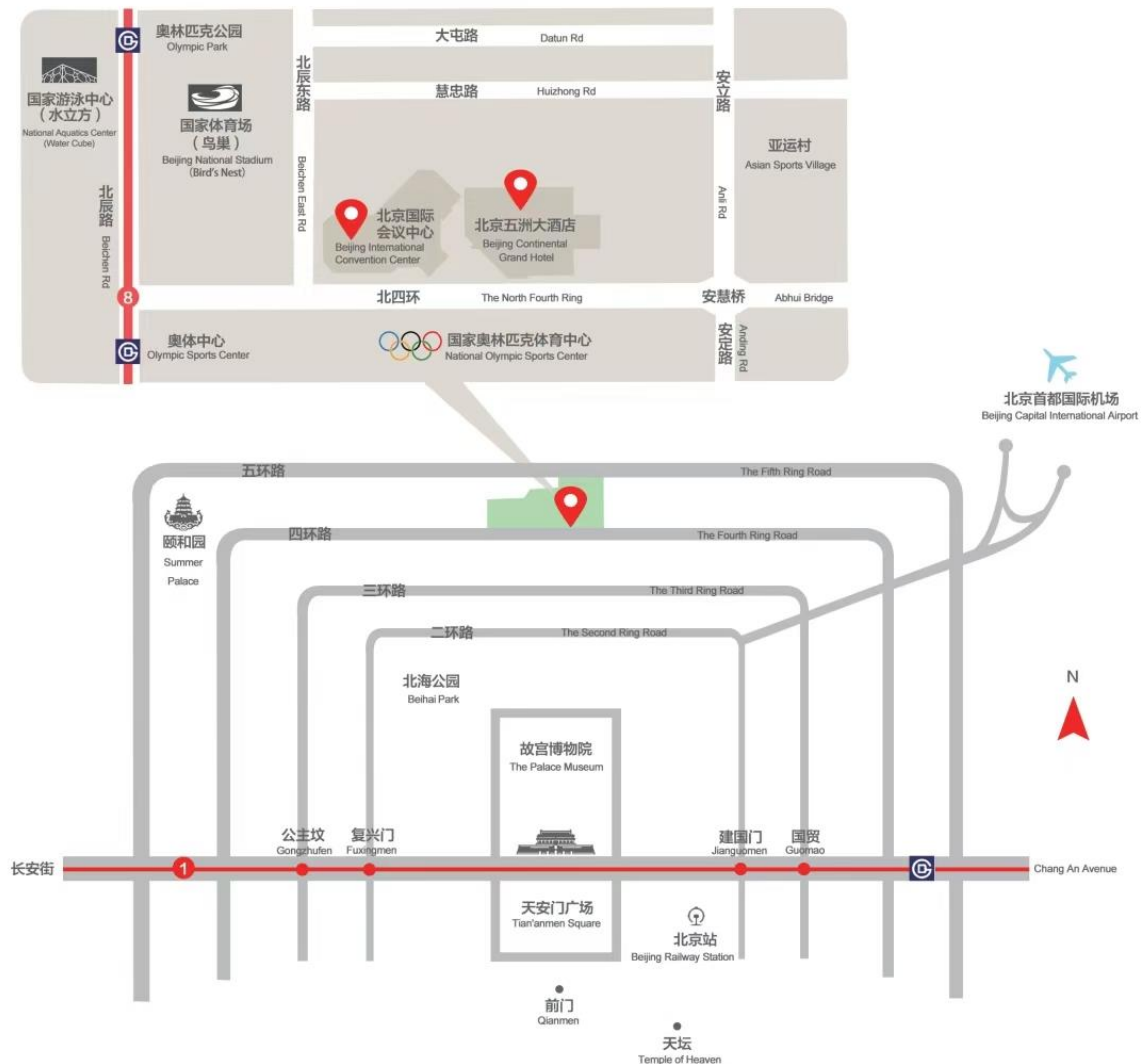 奥林匹克公园
Olympic Park
国家游泳中心
（水立方）
National Aquatics Center
(Water Cube)
国家体育场
（鸟巢）
Beijing National Stadium
(Bird's Nest)
北辰东路
Beichen East Rd
大屯路 Datun Rd
慧忠路 Huizhong Rd
安立路
Anli Rd
亚运村
Asian Sports Village
北辰路
Beichen Rd
北京国际
会议中心
Beijing International
Convention Center
北京五洲大酒店
Beijing Continental
Grand Hotel
8
北四环 The North Fourth Ring
安慧桥 Abhui Bridge
奥体中心
Olympic Sports Center
国家奥林匹克体育中心
National Olympic Sports Center
安定路
Anding Rd
北京首都国际机场
Beijing Capital International Airport
五环路 The Fifth Ring Road
颐和园
Summer
Palace
四环路 The Fourth Ring Road
三环路 The Third Ring Road
二环路 The Second Ring Road
北海公园
Beihai Park
N
故宫博物院
The Palace Museum
公主坟
Gongzhufen
复兴门
Fuxingmen
建国门
Jianguomen
国贸
Guomao
长安街
1
Chang An Avenue
天安门广场
Tian'anmen Square
北京站
Beijing Railway Station
前门
Qianmen
天坛
Temple of Heaven